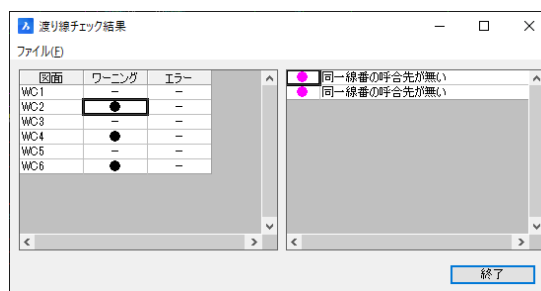 渡り線チェック結果
ファイル(F)
図面 ワーニング エラー
WC1 － －
WC2 ● －
WC3 － －
WC4 ● －
WC5 － －
WC6 ● －
● 同一線番の呼合先が無い
● 同一線番の呼合先が無い
終了